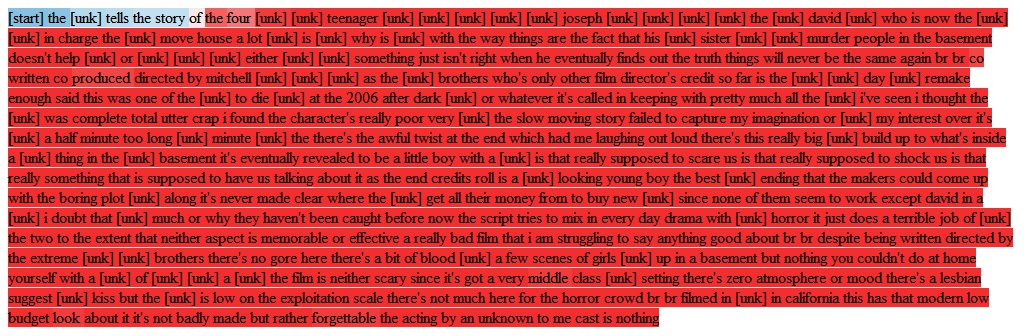 [start] the [unk] tells the story of the four [unk] [unk] teenager [unk] [unk] [unk] [unk] [unk] joseph [unk] [unk] [unk] [unk] the [unk] david [unk] who is now the [unk]
[unk] in charge the [unk] move house a lot [unk] is [unk] why is [unk] with the way things are the fact that his [unk] sister [unk] [unk] murder people in the basement
doesn't help [unk] or [unk] [unk] either [unk] something just isn't right when he eventually finds out the truth things will never be the same again br br co
written co produced directed by mitchell [unk] [unk] as the [unk] brothers who's only other film director's credit so far is the [unk] [unk] day [unk] remake
enough said this was one of the [unk] to die [unk] at the 2006 after dark [unk] or whatever it's called in keeping with pretty much all the [unk] i've seen i thought the
[unk] was complete total utter crap i found the character's really poor very [unk] the slow moving story failed to capture my imagination or [unk] my interest over it's
[unk] a half minute too long [unk] minute [unk] the there's the awful twist at the end which had me laughing out loud there's this really big [unk] build up to what's inside
a [unk] thing in the [unk] basement it's eventually revealed to be a little boy with a [unk] is that really supposed to scare us is that really supposed to shock us is that
really something that is supposed to have us talking about it as the end credits roll is a [unk] looking young boy the best [unk] ending that the makers could come up
with the boring plot [unk] along it's never made clear where the [unk] get all their money from to buy new [unk] since none of them seem to work except david in a
[unk] i doubt that [unk] much or why they haven't been caught before now the script tries to mix in every day drama with [unk] horror it just does a terrible job of [unk]
the two to the extent that neither aspect is memorable or effective a really bad film that i am struggling to say anything good about br br despite being written directed by
the extreme [unk] [unk] brothers there's no gore here there's a bit of blood [unk] a few scenes of girls [unk] up in a basement but nothing you couldn't do at home
yourself with a [unk] of [unk] [unk] a [unk] the film is neither scary since it's got a very middle class [unk] setting there's zero atmosphere or mood there's a lesbian
suggest [unk] kiss but the [unk] is low on the exploitation scale there's not much here for the horror crowd br br filmed in [unk] in california this has that modern low
budget look about it it's not badly made but rather forgettable the acting by an unknown to me cast is nothing